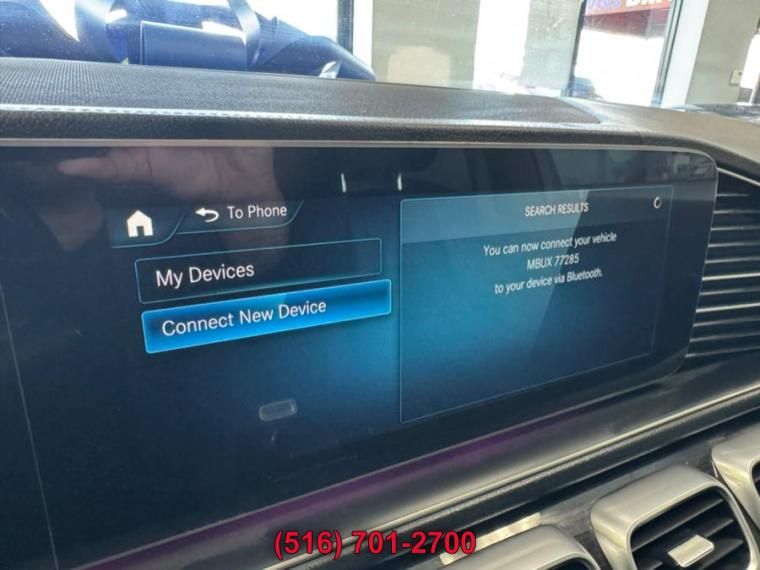 To Phone
My Devices
Connect New Device
SEARCH RESULTS
You can now connect your vehicle
MBUX 77285
to your device via Bluetooth.
(516) 701-2700